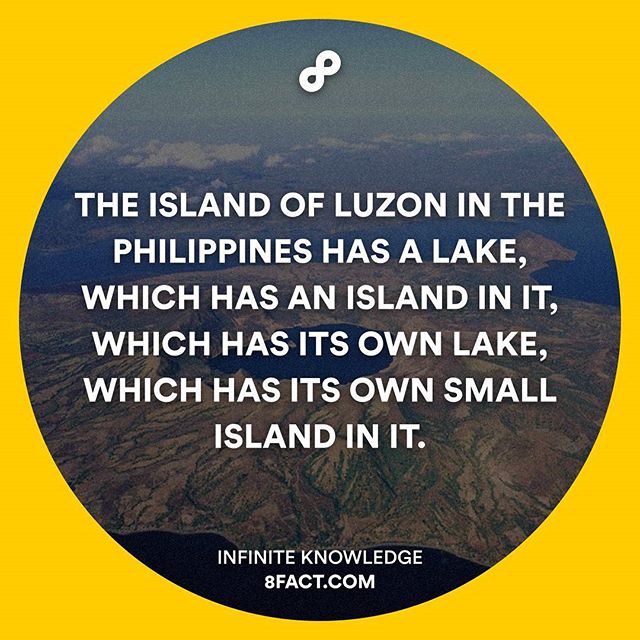 THE ISLAND OF LUZON IN THE
PHILIPPINES HAS A LAKE,
WHICH HAS AN ISLAND IN IT,
WHICH HAS ITS OWN LAKE,
WHICH HAS ITS OWN SMALL
ISLAND IN IT.
INFINITE KNOWLEDGE
8FACT.COM